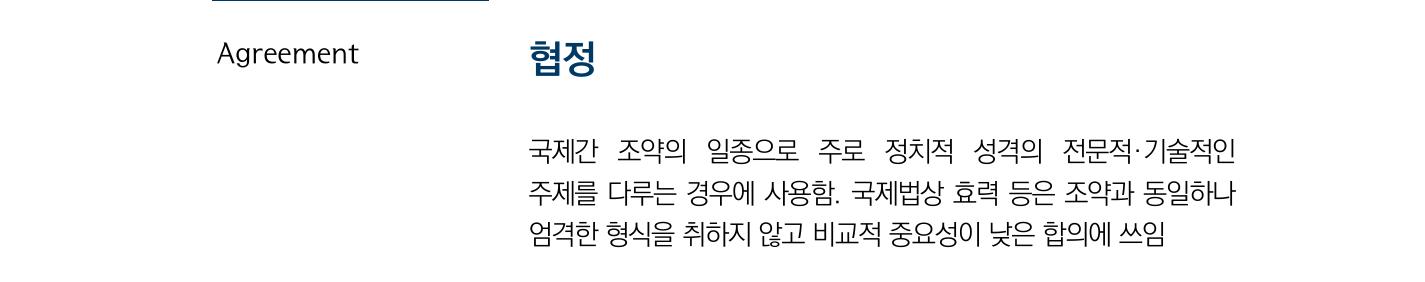 Agreement
협정
국제간 조약의 일종으로 주로 정치적 성격의 전문적·기술적인
주제를 다루는 경우에 사용함. 국제법상 효력 등은 조약과 동일하나
엄격한 형식을 취하지 않고 비교적 중요성이 낮은 합의에 쓰임